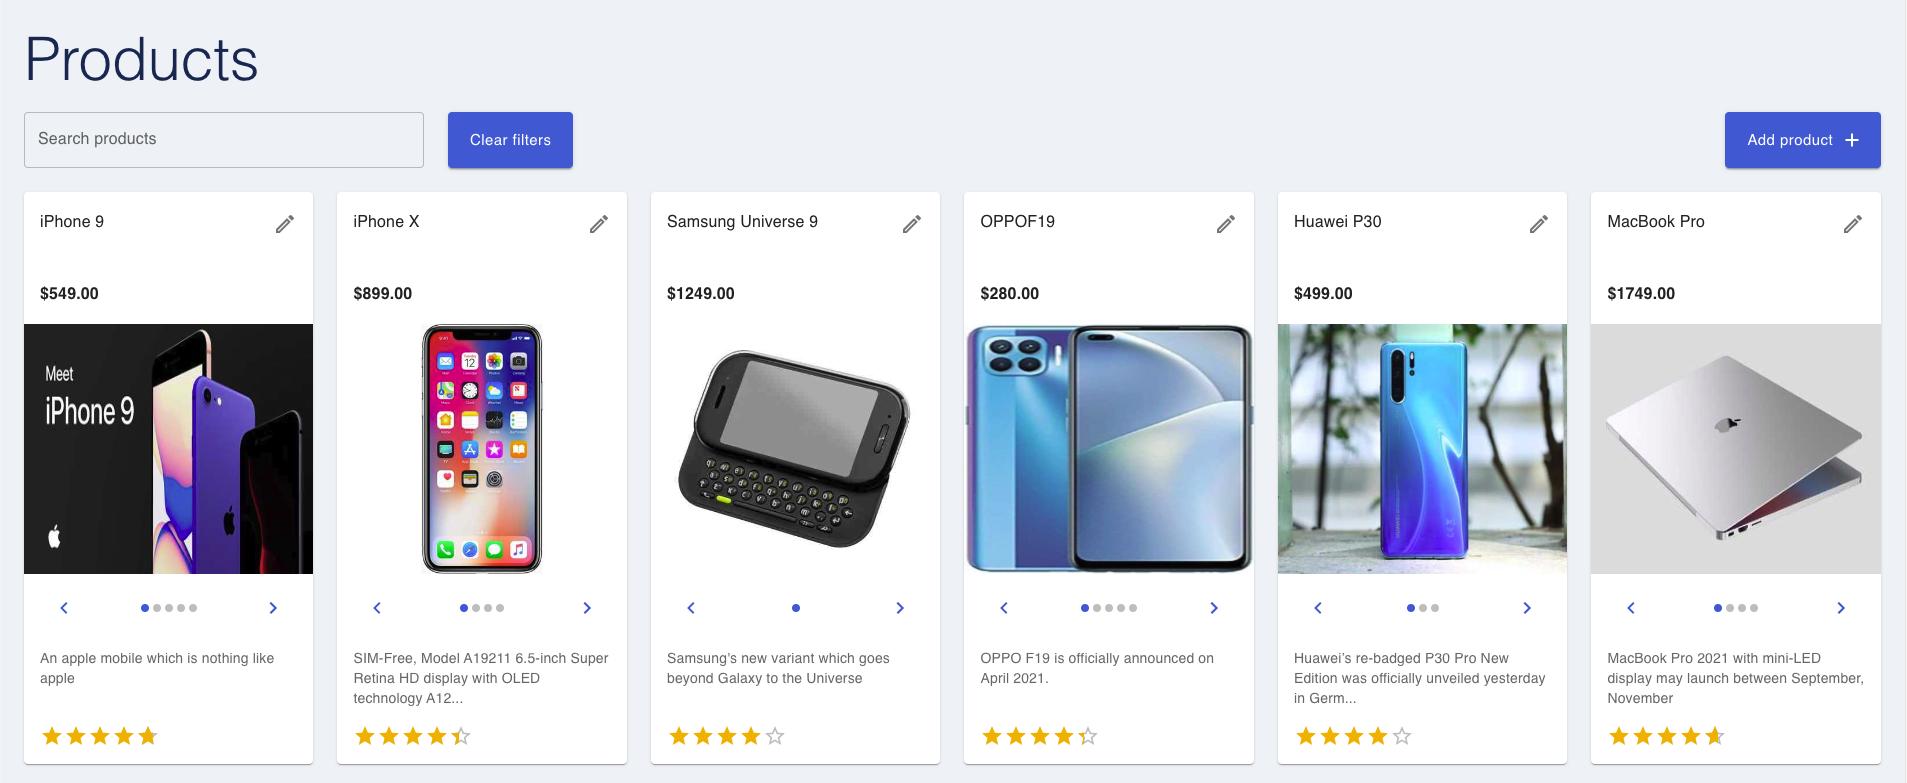 Products
Search products
Clear filters
Add product
iPhone 9
$549.00
Meet
iPhone 9
An apple mobile which is nothing like
apple
iPhone X
$899.00
SIM-Free, Model A19211 6.5-inch Super
Retina HD display with OLED
technology A12...
Samsung Universe 9
$1249.00
Samsung's new variant which goes
beyond Galaxy to the Universe
OPPOF19
$280.00
OPPO F19 is officially announced on
April 2021.
Huawei P30
$499.00
Huawei’s re-badged P30 Pro New
Edition was officially unveiled yesterday
in Germ...
MacBook Pro
$1749.00
MacBook Pro 2021 with mini-LED
display may launch between September,
November